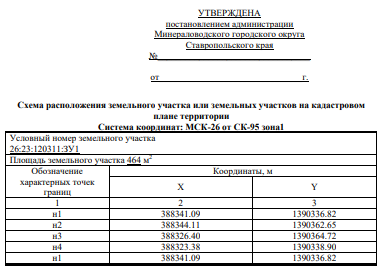 УТВЕРЖДЕНА
постановлением администрации
Минераловодского городского округа
Ставропольского края
№
от г.
Схема расположения земельного участка или земельных участков на кадастровом
плане территории
Система координат: МСК-26 от СК-95 зона1
Условный номер земельного участка
26:23:120311:ЗУ1
Площадь земельного участка 464 м²
Обозначение характерных точек границ Координаты, м
X Y
1 2 3
н1 388341.09 1390336.82
н2 388344.11 1390362.65
н3 388326.40 1390364.72
н4 388323.38 1390338.90
н1 388341.09 1390336.82